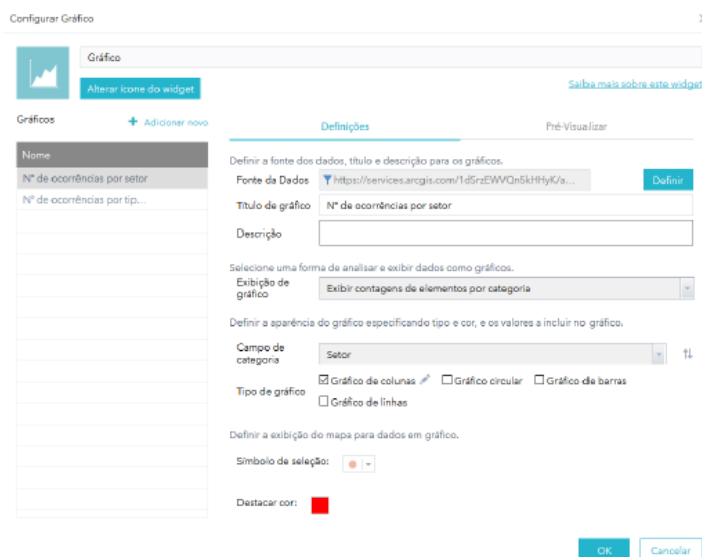 Configurar Gráfico
Gráfico
Alterar ícone do widget
Saiba mais sobre este widget
Gráficos
+ Adicionar novo
Definições
Pré-Visualizar
Nome
Nº de ocorrências por setor
Nº de ocorrências por tip...
Definir a fonte dos dados, título e descrição para os gráficos.
Fonte da Dados
https://services.arcgis.com/1dSrzEWVQn5kHHyK/a...
Definir
Título de gráfico
Nº de ocorrências por setor
Descrição
Selecione uma forma de analisar e exibir dados como gráficos.
Exibição de
gráfico
Exibir contagens de elementos por categoria
Definir a aparência do gráfico especificando tipo e cor, e os valores a incluir no gráfico.
Campo de
categoria
Setor
Tipo de gráfico
Gráfico de colunas
Gráfico circular
Gráfico de barras
Gráfico de linhas
Definir a exibição do mapa para dados em gráfico.
Símbolo de seleção:
Destacar cor:
OK
Cancelar